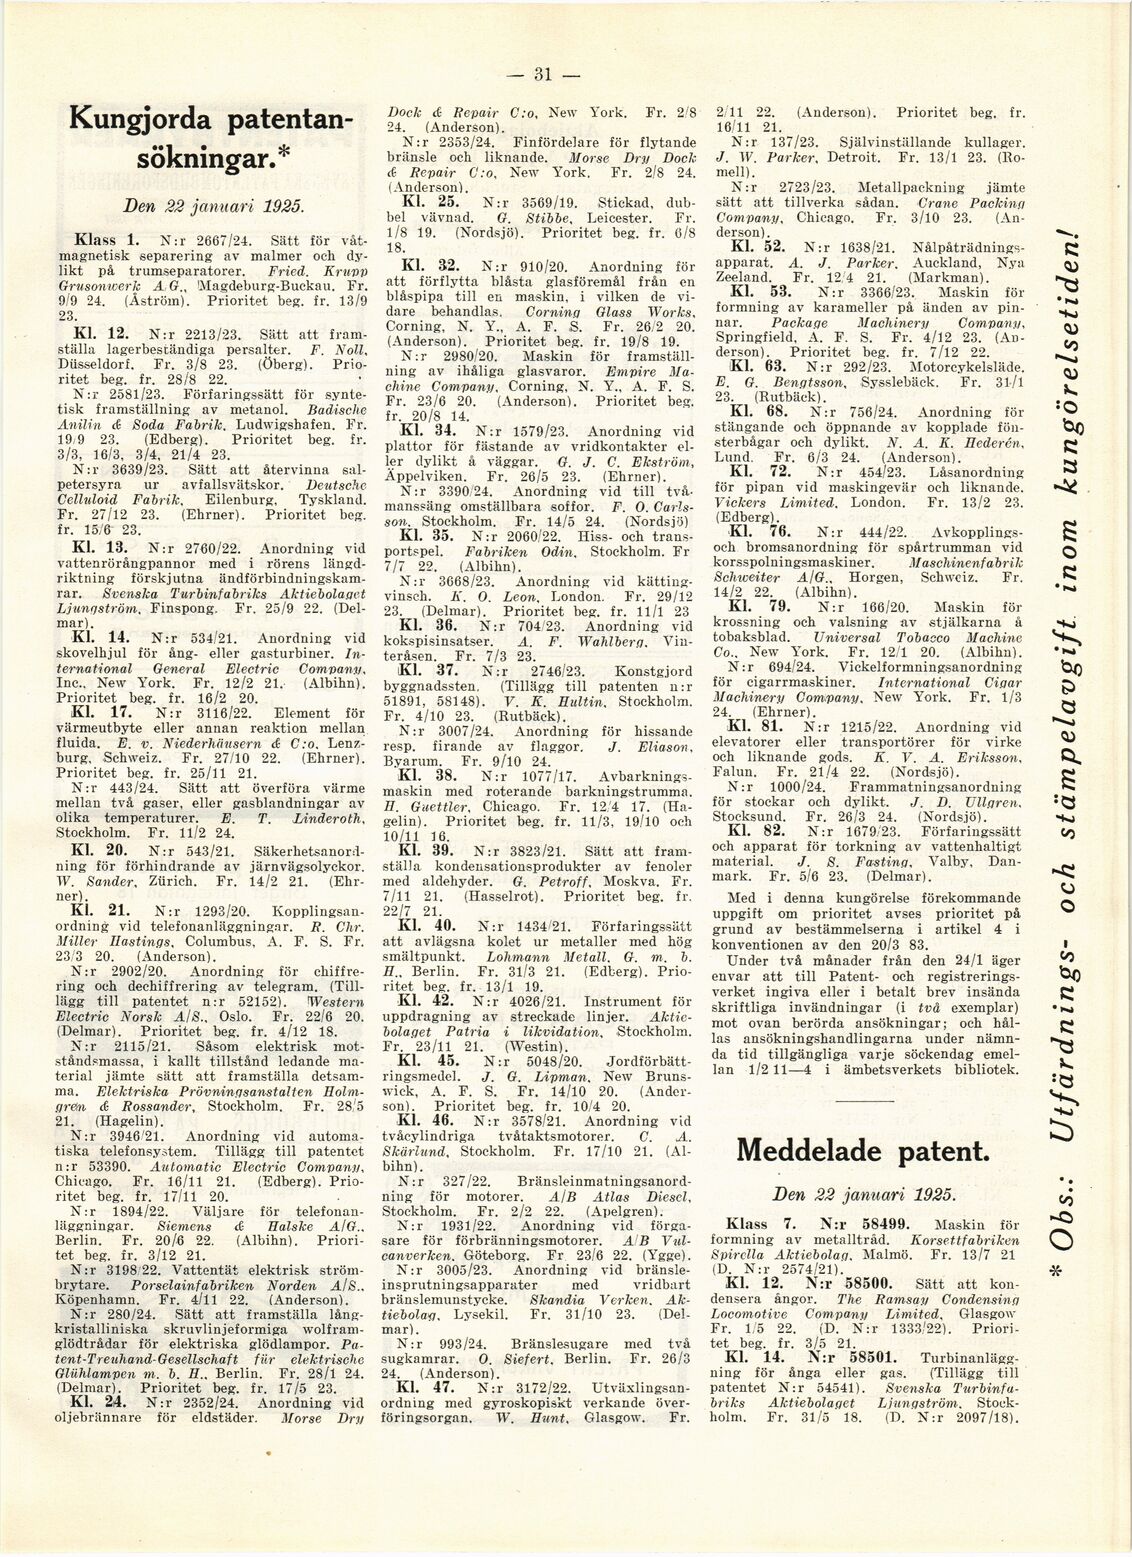 — 31 —
Kungjorda patentan-
sökningar.*
Den 22 januari 1925.
Klass 1. N:r 2667/24. Sätt för våt-
magnetisk separering av malmer och dy-
likt på trumseparatorer. Fried. Krupp
Grusonwerk A.G., Magdeburg-Buckau. Fr.
9/9 24. (Åström). Prioritet beg. fr. 13/9
23.
Kl. 12. N:r 2213/23. Sätt att fram-
ställa lagerbeständiga persalter. F. Noll,
Düsseldorf. Fr. 3/8 23. (Öberg). Prio-
ritet beg. fr. 28/8 22.
N:r 2581/23. Förfaringssätt för synte-
tisk framställning av metanol. Badische
Anilin & Soda Fabrik, Ludwigshafen. Fr.
19/9 23. (Edberg). Prioritet beg. fr.
3/3, 16/3, 3/4, 21/4 23.
N:r 3639/23. Sätt att återvinna sal-
petersyra ur avfallsvätskor. Deutsche
Celluloid Fabrik, Eilenburg, Tyskland.
Fr. 27/12 23. (Ehrner). Prioritet beg.
fr. 15/6 23.
Kl. 13. N:r 2760/22. Anordning vid
vattenrörångpannor med i rörens längd-
riktning förskjutna ändförbindningskam-
rar. Svenska Turbinfabriks Aktiebolaget
Ljungström, Finspong. Fr. 25/9 22. (Del-
mar).
Kl. 14. N:r 534/21. Anordning vid
skovelhjul för ång- eller gasturbiner. In-
ternational General Electric Company,
Inc., New York. Fr. 12/2 21. (Albihn).
Prioritet beg. fr. 16/2 20.
Kl. 17. N:r 3116/22. Element för
värmeutbyte eller annan reaktion mellan
fluida. E. v. Niederhäusern & C:o, Lenz-
burg, Schweiz. Fr. 27/10 22. (Ehrner).
Prioritet beg. fr. 25/11 21.
N:r 443/24. Sätt att överföra värme
mellan två gaser, eller gasblandningar av
olika temperaturer. E. T. Linderoth,
Stockholm. Fr. 11/2 24.
Kl. 20. N:r 543/21. Säkerhetsanord-
ning för förhindrande av järnvägsolyckor.
W. Sander, Zürich. Fr. 14/2 21. (Ehr-
ner).
Kl. 21. N:r 1293/20. Kopplingsan-
ordning vid telefonanläggningar. R. Chr.
Miller Hastings, Columbus, A. F. S. Fr.
23/3 20. (Anderson).
N:r 2902/20. Anordning för chiffre-
ring och dechiffrering av telegram. (Till-
lägg till patentet n:r 52152). Western
Electric Norsk A/S., Oslo. Fr. 22/6 20.
(Delmar). Prioritet beg. fr. 4/12 18.
N:r 2115/21. Såsom elektrisk mot-
ståndsmassa, i kallt tillstånd ledande ma-
terial jämte sätt att framställa detsam-
ma. Elektriska Prövningsanstalten Holm-
gren & Rossander, Stockholm. Fr. 28/5
21. (Hagelin).
N:r 3946/21. Anordning vid automa-
tiska telefonsystem. Tillägg till patentet
n:r 53390. Automatic Electric Company,
Chicago. Fr. 16/11 21. (Edberg). Prio-
ritet beg. fr. 17/11 20.
N:r 1894/22. Väljare för telefonan-
läggningar. Siemens & Halske A/G.,
Berlin. Fr. 20/6 22. (Albihn). Priori-
tet beg. fr. 3/12 21.
N:r 3198/22. Vattentät elektrisk ström-
brytare. Porselainfabriken Norden A/S.,
Köpenhamn. Fr. 4/11 22. (Anderson).
N:r 280/24. Sätt att framställa lång-
kristalliniska skruvlinjeformiga wolfram-
glödtrådar för elektriska glödlampor. Pa-
tent-Treuhand-Gesellschaft für elektrische
Glühlampen m. b. H., Berlin. Fr. 28/1 24.
(Delmar). Prioritet beg. fr. 17/5 23.
Kl. 24. N:r 2352/24. Anordning vid
oljebrännare för eldstäder. Morse Dry
Dock & Repair C:o, New York. Fr. 2/8
24. (Anderson).
N:r 2353/24. Finfördelare för flytande
bränsle och liknande. Morse Dry Dock
& Repair C:o, New York. Fr. 2/8 24.
(Anderson).
Kl. 25. N:r 3569/19. Stickad, dub-
bel vävnad. G. Stibbe, Leicester. Fr.
1/8 19. (Nordsjö). Prioritet beg. fr. 6/8
18.
Kl. 32. N:r 910/20. Anordning för
att förflytta blåsta glasföremål från en
blåspipa till en maskin, i vilken de vi-
dare behandlas. Corning Glass Works,
Corning, N. Y., A. F. S. Fr. 26/2 20.
(Anderson). Prioritet beg. fr. 19/8 19.
N:r 2980/20. Maskin för framställ-
ning av ihåliga glasvaror. Empire Ma-
chine Company, Corning, N. Y., A. F. S.
Fr. 23/6 20. (Anderson). Prioritet beg.
fr. 20/8 14.
Kl. 34. N:r 1579/23. Anordning vid
plattor för fästande av vridkontakter el-
ler dylikt å väggar. G. J. C. Ekström,
Äppelviken. Fr. 26/5 23. (Ehrner).
N:r 3390/24. Anordning vid till två-
manssäng omställbara soffor. F. O. Carls-
son, Stockholm. Fr. 14/5 24. (Nordsjö)
Kl. 35. N:r 2060/22. Hiss- och trans-
portspel. Fabriken Odin, Stockholm. Fr
7/7 22. (Albihn).
N:r 3668/23. Anordning vid kätting-
vinsch. K. O. Leon, London. Fr. 29/12
23. (Delmar). Prioritet beg. fr. 11/1 23
Kl. 36. N:r 704/23. Anordning vid
kokspisinsatser. A. F. Wahlberg, Vin-
teråsen. Fr. 7/3 23.
Kl. 37. N:r 2746/23. Konstgjord
byggnadssten. (Tillägg till patenten n:r
51891, 58148). V. K. Hultin, Stockholm.
Fr. 4/10 23. (Rutbäck).
N:r 3007/24. Anordning för hissande
resp. firande av flaggor. J. Eliason,
Byarum. Fr. 9/10 24.
Kl. 38. N:r 1077/17. Avbarknings-
maskin med roterande barkningstrumma.
H. Guettler, Chicago. Fr. 12/4 17. (Ha-
gelin). Prioritet beg. fr. 11/3, 19/10 och
10/11 16.
Kl. 39. N:r 3823/21. Sätt att fram-
ställa kondensationsprodukter av fenoler
med aldehyder. G. Petroff, Moskva. Fr.
7/11 21. (Hasselrot). Prioritet beg. fr.
22/7 21.
Kl. 40. N:r 1434/21. Förfaringssätt
att avlägsna kolet ur metaller med hög
smältpunkt. Lohmann Metall, G. m. b.
H., Berlin. Fr. 31/3 21. (Edberg). Prio-
ritet beg. fr. 13/1 19.
Kl. 42. N:r 4026/21. Instrument för
uppdragning av streckade linjer. Aktie-
bolaget Patria i likvidation, Stockholm.
Fr. 23/11 21. (Westin).
Kl. 45. N:r 5048/20. Jordförbätt-
ringsmedel. J. G. Lipman, New Bruns-
wick, A. F. S. Fr. 14/10 20. (Ander-
son). Prioritet beg. fr. 10/4 20.
Kl. 46. N:r 3578/21. Anordning vid
tvåcylindriga tvåtaktsmotorer. C. A.
Skärlund, Stockholm. Fr. 17/10 21. (Al-
bihn).
N:r 327/22. Bränsleinmatningsanord-
ning för motorer. A/B Atlas Diesel,
Stockholm. Fr. 2/2 22. (Apelgren).
N:r 1931/22. Anordning vid förga-
sare för förbränningsmotorer. A/B Vul-
canverken, Göteborg. Fr 23/6 22. (Ygge).
N:r 3005/23. Anordning vid bränsle-
insprutningsapparater med vridbart
bränslemunstycke. Skandia Verken, Ak-
tiebolag, Lysekil. Fr. 31/10 23. (Del-
mar).
N:r 993/24. Bränslesugare med två
sugkamrar. O. Siefert, Berlin. Fr. 26/3
24. (Anderson).
Kl. 47. N:r 3172/22. Utväxlingsan-
ordning med gyroskopiskt verkande över-
föringsorgan. W. Hunt, Glasgow. Fr.
2/11 22. (Anderson). Prioritet beg. fr.
16/11 21.
N:r 137/23. Självinställande kullager.
J. W. Parker, Detroit. Fr. 13/1 23. (Ro-
mell).
N:r 2723/23. Metallpackning jämte
sätt att tillverka sådan. Crane Packing
Company, Chicago. Fr. 3/10 23. (An-
derson).
Kl. 52. N:r 1638/21. Nålpåträdnings-
apparat. A. J. Parker, Auckland, Nya
Zeeland. Fr. 12/4 21. (Markman).
Kl. 53. N:r 3366/23. Maskin för
formning av karameller på änden av pin-
nar. Package Machinery Company,
Springfield, A. F. S. Fr. 4/12 23. (An-
derson). Prioritet beg. fr. 7/12 22.
Kl. 63. N:r 292/23. Motorcykelsläde.
E. G. Bengtsson, Sysslebäck. Fr. 31/1
23. (Rutbäck).
Kl. 68. N:r 756/24. Anordning för
stängande och öppnande av kopplade fön-
sterbågar och dylikt. N. A. K. Hederén,
Lund. Fr. 6/3 24. (Anderson).
Kl. 72. N:r 454/23. Låsanordning
för pipan vid maskingevär och liknande.
Vickers Limited, London. Fr. 13/2 23.
(Edberg).
Kl. 76. N:r 444/22. Avkopplings-
och bromsanordning för spårtrumman vid
korsspolningsmaskiner. Maschinenfabrik
Schweiter A/G., Horgen, Schweiz. Fr.
14/2 22. (Albihn).
Kl. 79. N:r 166/20. Maskin för
krossning och valsning av stjälkarna å
tobaksblad. Universal Tobacco Machine
Co., New York. Fr. 12/1 20. (Albihn).
N:r 694/24. Vickelformningsanordning
för cigarrmaskiner. International Cigar
Machinery Company, New York. Fr. 1/3
24. (Ehrner).
Kl. 81. N:r 1215/22. Anordning vid
elevatorer eller transportörer för virke
och liknande gods. K. V. A. Eriksson,
Falun. Fr. 21/4 22. (Nordsjö).
N:r 1000/24. Frammatningsanordning
för stockar och dylikt. J. D. Ullgren,
Stocksund. Fr. 26/3 24. (Nordsjö).
Kl. 82. N:r 1679/23. Förfaringssätt
och apparat för torkning av vattenhaltigt
material. J. S. Fasting, Valby, Dan-
mark. Fr. 5/6 23. (Delmar).
Med i denna kungörelse förekommande
uppgift om prioritet avses prioritet på
grund av bestämmelserna i artikel 4 i
konventionen av den 20/3 83.
Under två månader från den 24/1 äger
envar att till Patent- och registrerings-
verket ingiva eller i betalt brev insända
skriftliga invändningar (i två exemplar)
mot ovan berörda ansökningar; och hål-
las ansökningshandlingarna under nämn-
da tid tillgängliga varje söckendag emel-
lan 1/2 11—4 i ämbetsverkets bibliotek.
Meddelade patent.
Den 22 januari 1925.
Klass 7. N:r 58499. Maskin för
formning av metalltråd. Korsettfabriken
Spirella Aktiebolag, Malmö. Fr. 13/7 21
(D. N:r 2574/21).
Kl. 12. N:r 58500. Sätt att kon-
densera ångor. The Ramsay Condensing
Locomotive Company Limited, Glasgow
Fr. 1/5 22. (D. N:r 1333/22). Priori-
tet beg. fr. 3/5 21.
Kl. 14. N:r 58501. Turbinanlägg-
ning för ånga eller gas. (Tillägg till
patentet N:r 54541). Svenska Turbinfa-
briks Aktiebolaget Ljungström, Stock-
holm. Fr. 31/5 18. (D. N:r 2097/18).
* Obs.: Utfärdnings- och stämpelavgift inom kungörelsetiden!